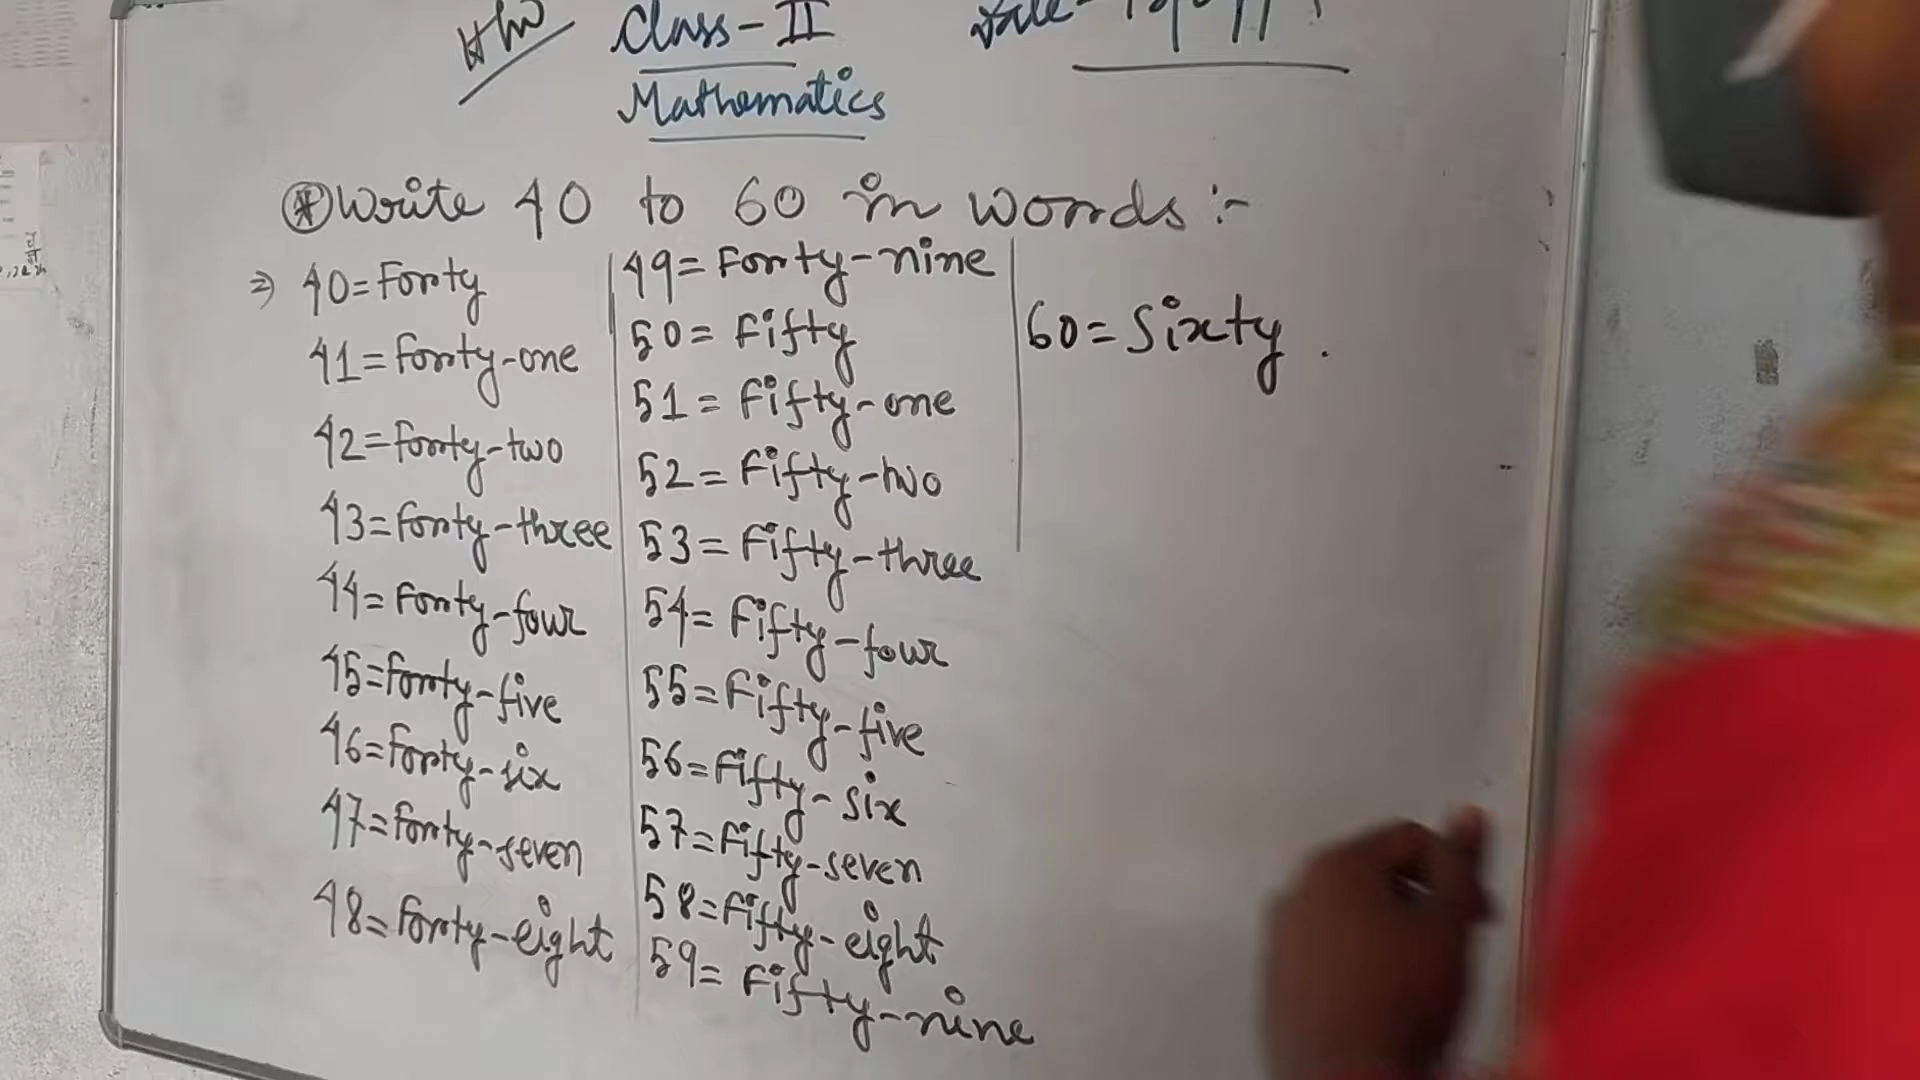 H/W Class-II Date-
Mathematics
* Write 40 to 60 in words :-
⇒ 40=Forty
41=Forty-one
42=Forty-two
43=Forty-three
44=Forty-four
45=Forty-five
46=Forty-six
47=Forty-seven
48=Forty-eight
49=Forty-nine
50=Fifty
51=Fifty-one
52=Fifty-two
53=Fifty-three
54=Fifty-four
55=Fifty-five
56=Fifty-six
57=Fifty-seven
58=Fifty-eight
59=Fifty-nine
60=Sixty.